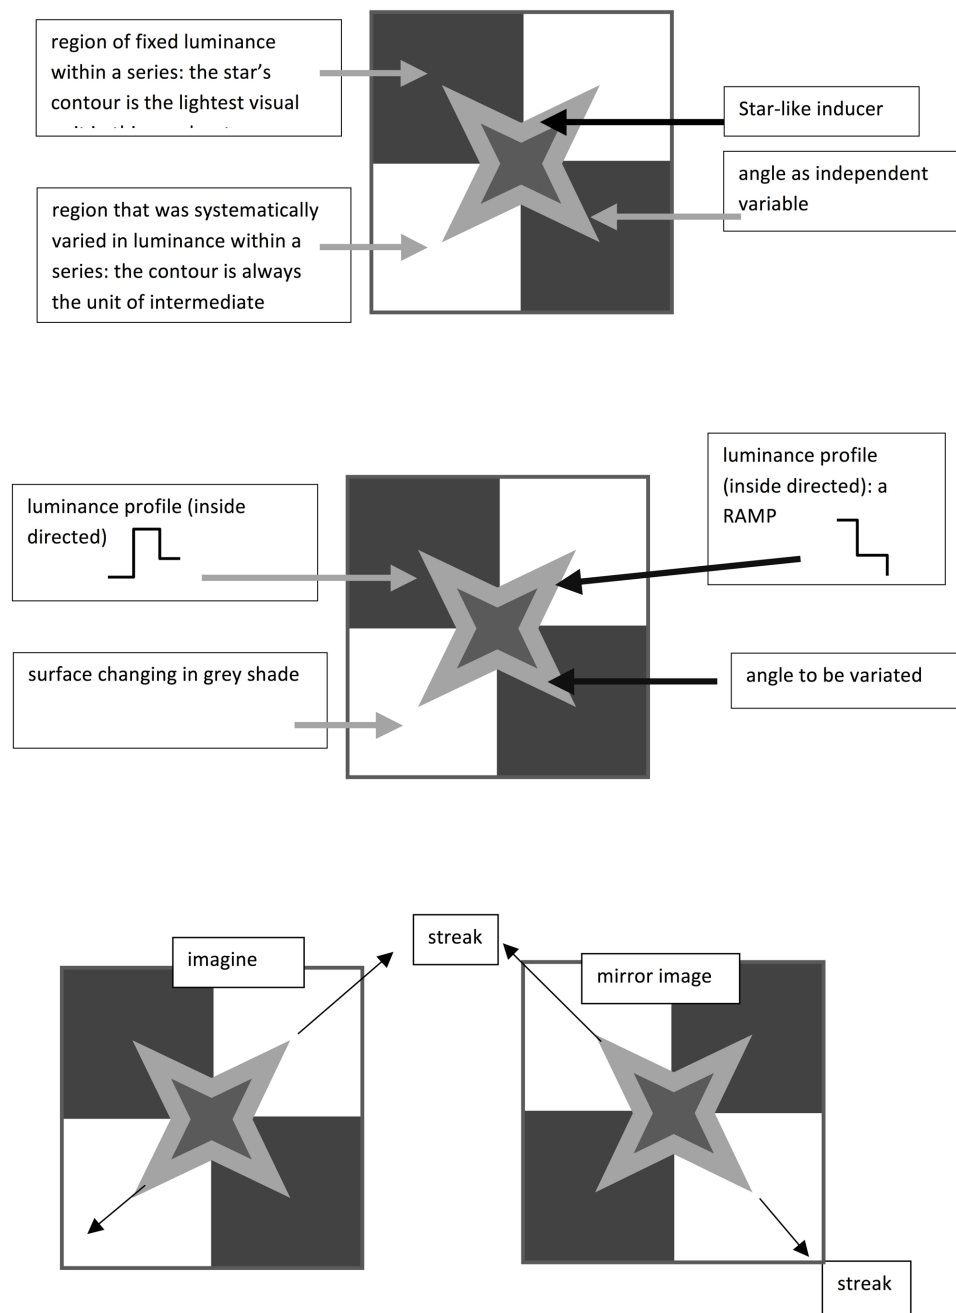 region of fixed luminance
within a series: the star's
contour is the lightest visual
Star-like inducer
angle as independent
variable
region that was systematically
varied in luminance within a
series: the contour is always
the unit of intermediate
luminance profile
(inside directed): a
RAMP
luminance profile (inside
directed)
surface changing in grey shade
angle to be variated
streak
imagine
mirror image
streak